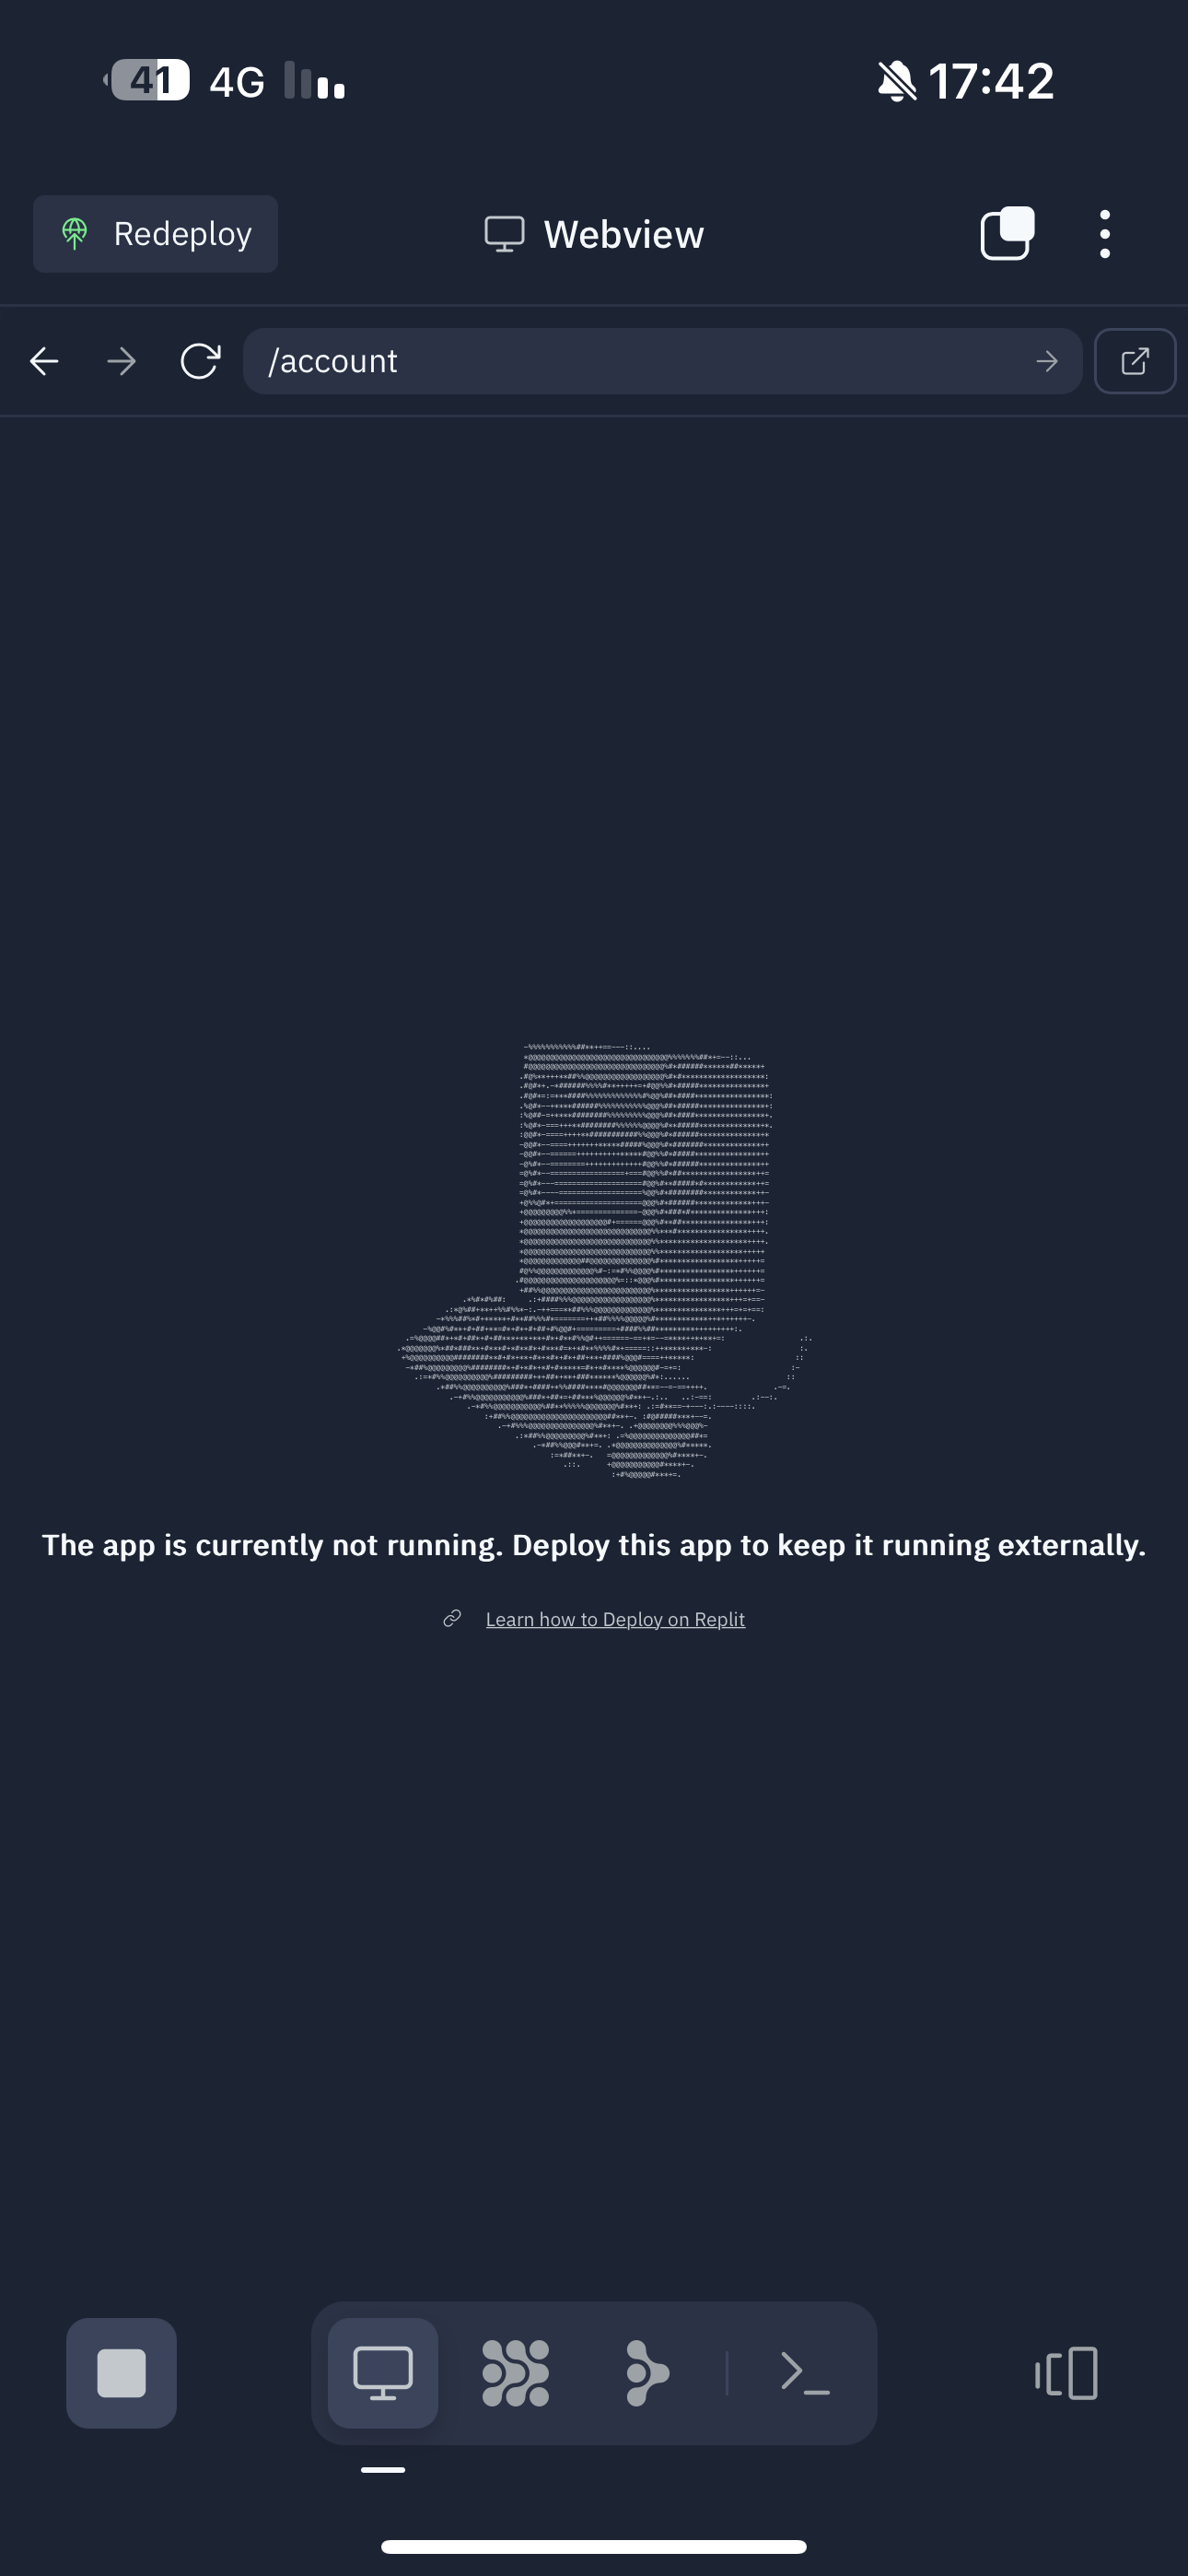 41 4G 17:42
Redeploy Webview
/account
The app is currently not running. Deploy this app to keep it running externally.
Learn how to Deploy on Replit